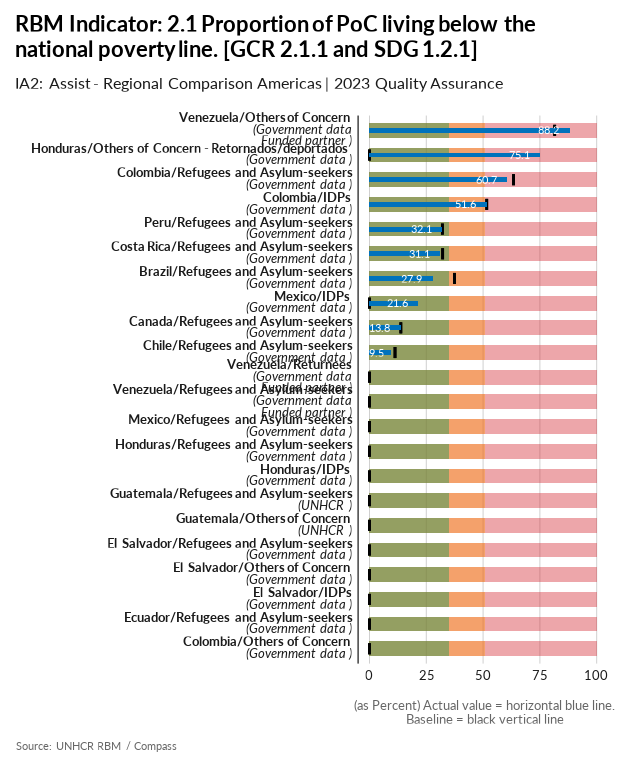 RBM Indicator: 2.1 Proportion of PoC living below the
national poverty line. [GCR 2.1.1 and SDG 1.2.1]
IA2: Assist - Regional Comparison Americas | 2023 Quality Assurance
Venezuela/Others of Concern
(Government data
Funded partner )
88.2
Honduras/Others of Concern - Retornados/deportados
(Government data )
75.1
Colombia/Refugees and Asylum-seekers
(Government data )
60.7
Colombia/IDPs
(Government data )
51.6
Peru/Refugees and Asylum-seekers
(Government data )
32.1
Costa Rica/Refugees and Asylum-seekers
(Government data )
31.1
Brazil/Refugees and Asylum-seekers
(Government data )
27.9
Mexico/IDPs
(Government data )
21.6
Canada/Refugees and Asylum-seekers
(Government data )
13.8
Chile/Refugees and Asylum-seekers
(Government data )
9.5
Venezuela/Returnees
(Government data
Funded partner )
Venezuela/Refugees and Asylum-seekers
(Government data
Funded partner )
Mexico/Refugees and Asylum-seekers
(Government data )
Honduras/Refugees and Asylum-seekers
(Government data )
Honduras/IDPs
(Government data )
Guatemala/Refugees and Asylum-seekers
(UNHCR )
Guatemala/Others of Concern
(UNHCR )
El Salvador/Refugees and Asylum-seekers
(Government data )
El Salvador/Others of Concern
(Government data )
El Salvador/IDPs
(Government data )
Ecuador/Refugees and Asylum-seekers
(Government data )
Colombia/Others of Concern
(Government data )
0 25 50 75 100
(as Percent) Actual value = horizontal blue line.
Baseline = black vertical line
Source: UNHCR RBM / Compass